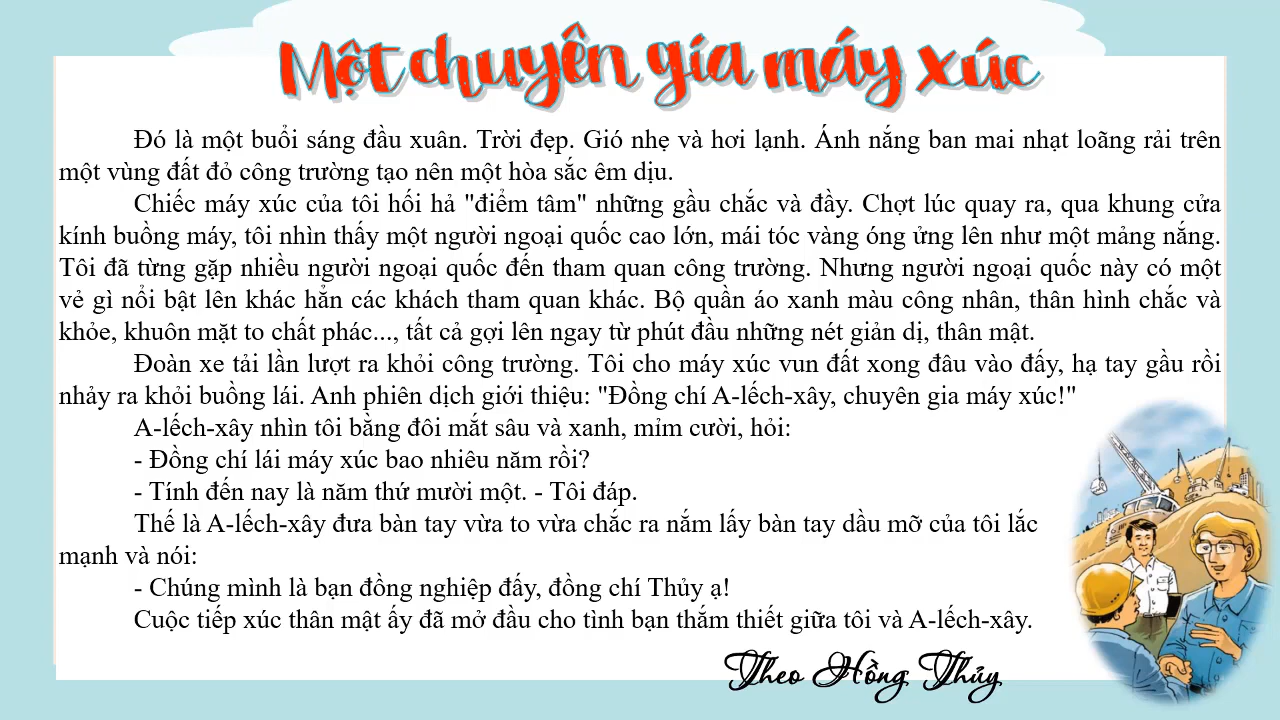 Một chuyên gia máy xúc
Đó là một buổi sáng đầu xuân. Trời đẹp. Gió nhẹ và hơi lạnh. Ánh nắng ban mai nhạt loãng rải trên
một vùng đất đỏ công trường tạo nên một hòa sắc êm dịu.
Chiếc máy xúc của tôi hối hả "điểm tâm" những gầu chắc và đầy. Chợt lúc quay ra, qua khung cửa
kính buồng máy, tôi nhìn thấy một người ngoại quốc cao lớn, mái tóc vàng óng ửng lên như một mảng nắng.
Tôi đã từng gặp nhiều người ngoại quốc đến tham quan công trường. Nhưng người ngoại quốc này có một
vẻ gì nổi bật lên khác hẳn các khách tham quan khác. Bộ quần áo xanh màu công nhân, thân hình chắc và
khỏe, khuôn mặt to chất phác..., tất cả gợi lên ngay từ phút đầu những nét giản dị, thân mật.
Đoàn xe tải lần lượt ra khỏi công trường. Tôi cho máy xúc vun đất xong đâu vào đấy, hạ tay gầu rồi
nhảy ra khỏi buồng lái. Anh phiên dịch giới thiệu: "Đồng chí A-lếch-xây, chuyên gia máy xúc!"
A-lếch-xây nhìn tôi bằng đôi mắt sâu và xanh, mỉm cười, hỏi:
- Đồng chí lái máy xúc bao nhiêu năm rồi?
- Tính đến nay là năm thứ mười một. - Tôi đáp.
Thế là A-lếch-xây đưa bàn tay vừa to vừa chắc ra nắm lấy bàn tay dầu mỡ của tôi lắc
mạnh và nói:
- Chúng mình là bạn đồng nghiệp đấy, đồng chí Thủy ạ!
Cuộc tiếp xúc thân mật ấy đã mở đầu cho tình bạn thắm thiết giữa tôi và A-lếch-xây.
Theo Hồng Thủy